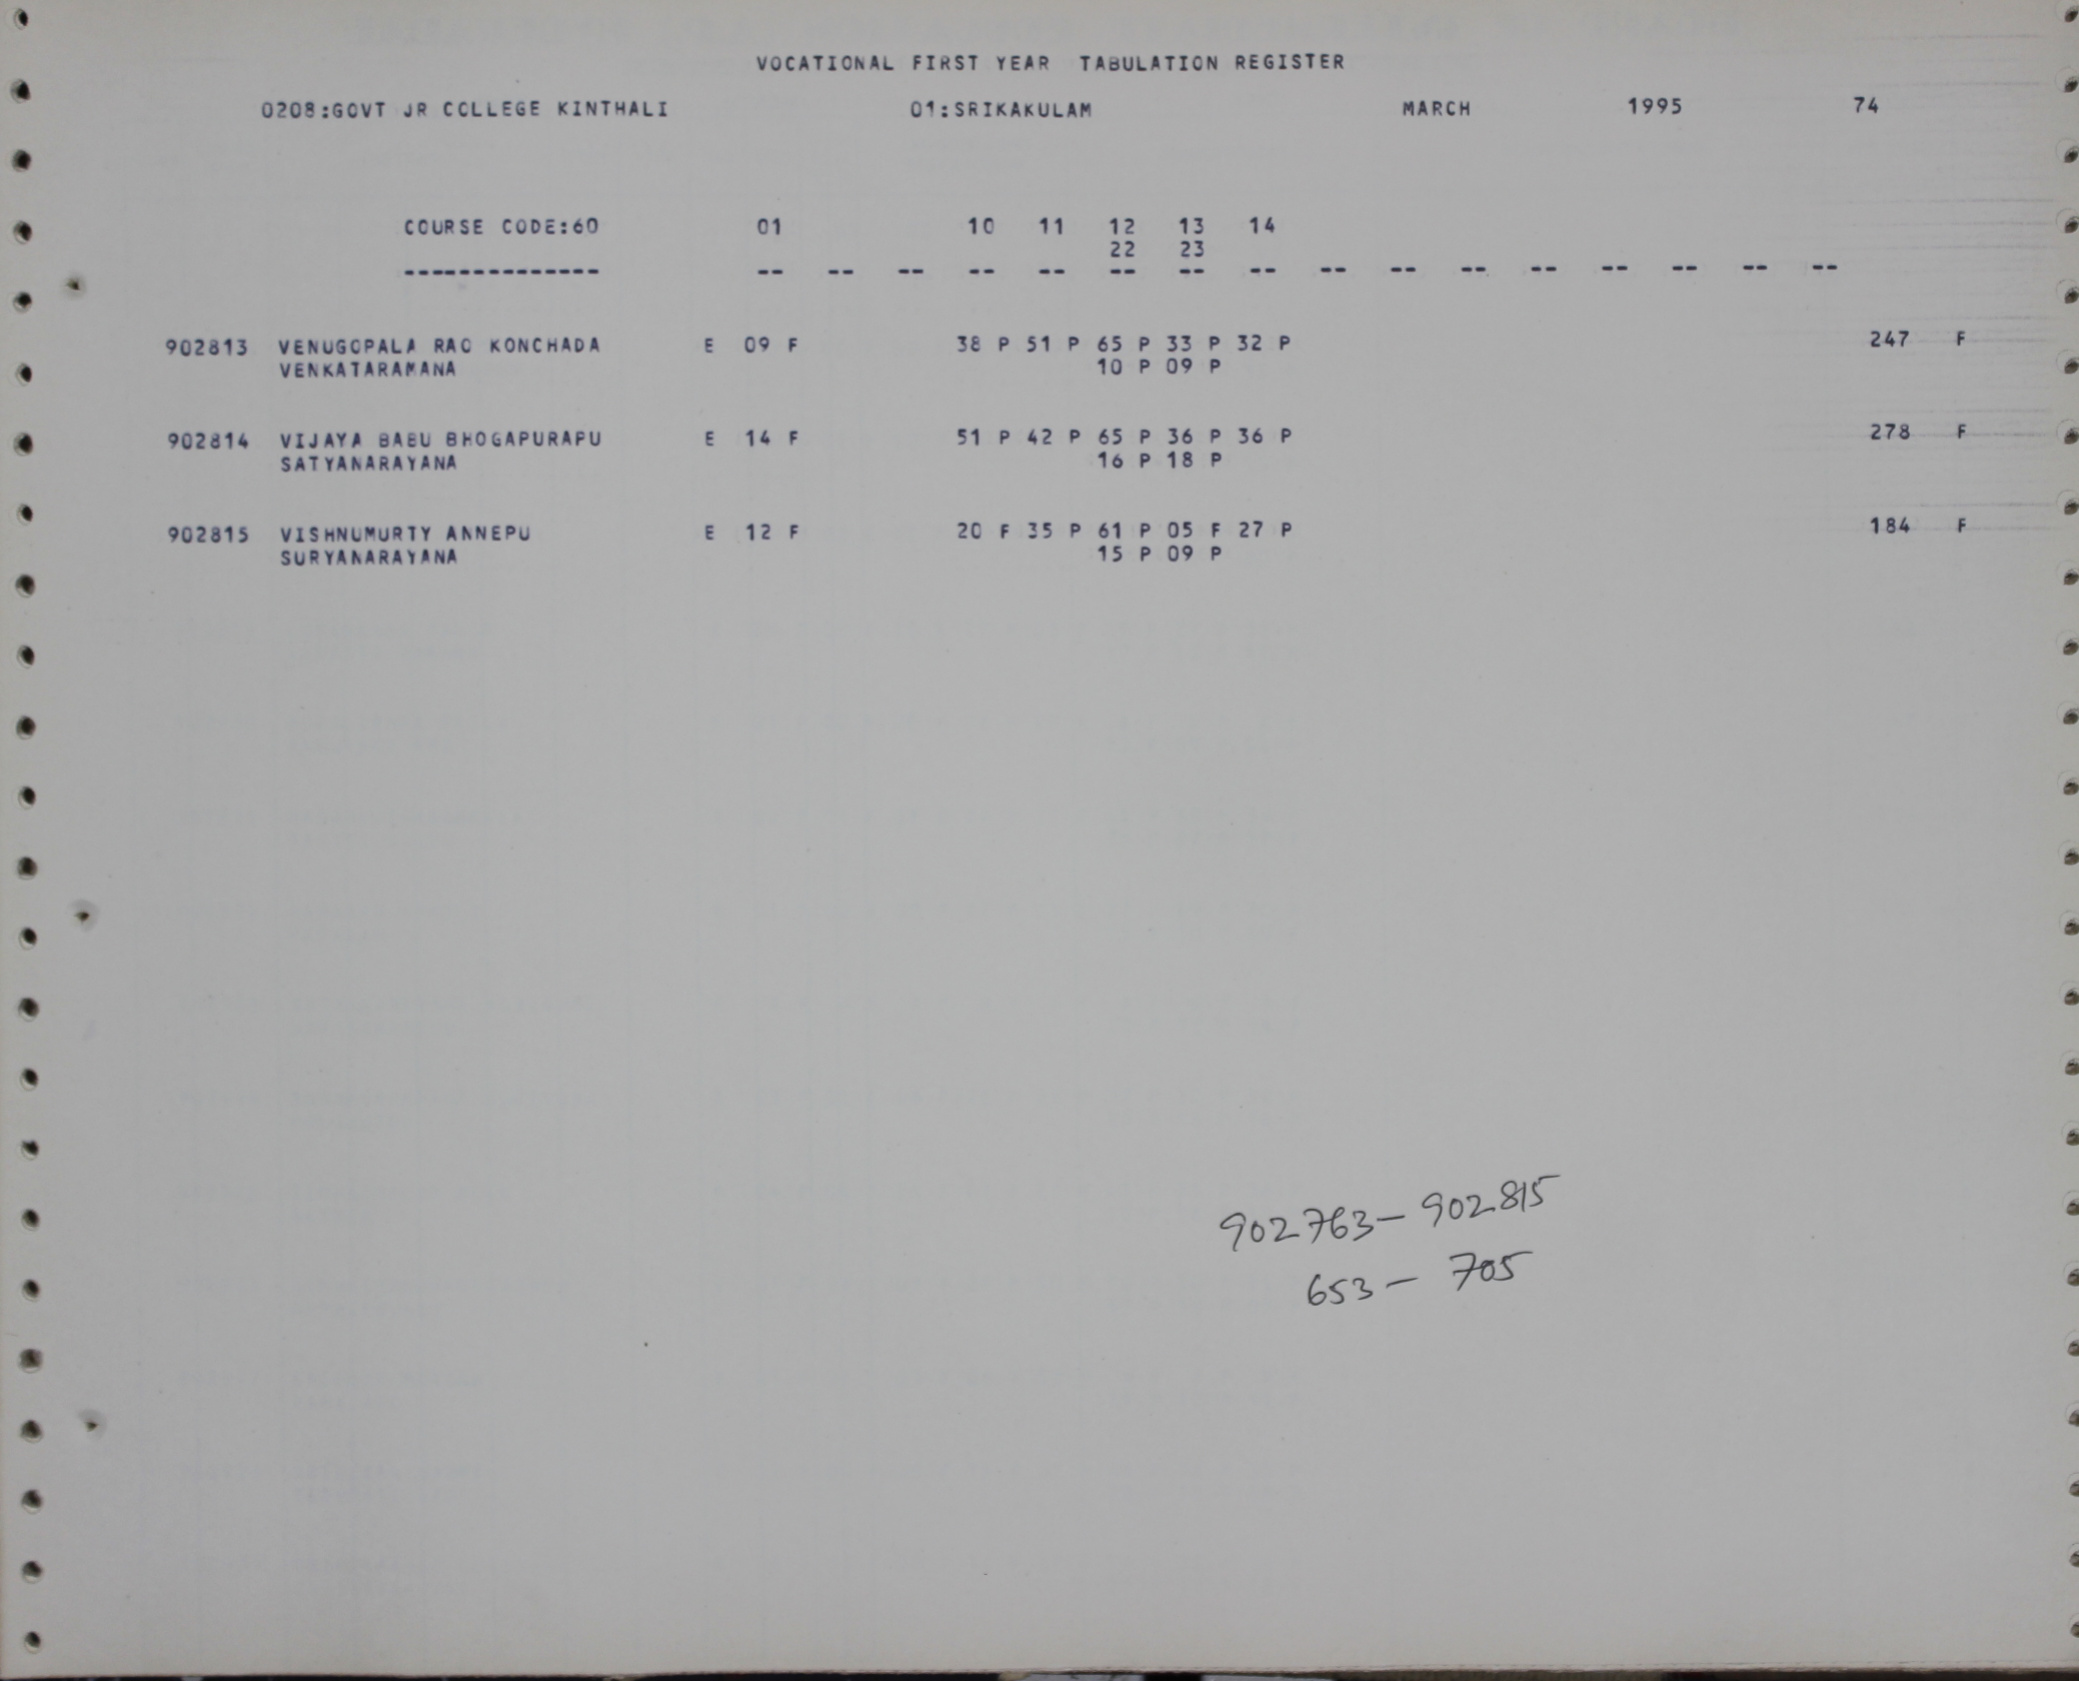 VOCATIONAL FIRST YEAR TABULATION REGISTER
0208:GOVT JR COLLEGE KINTHALI 01:SRIKAKULAM MARCH 1995 74
COURSE CODE:60 01 10 11 12 13 14
22 23
-------------- -- -- -- -- -- -- -- -- -- -- -- -- -- -- -- --
902813 VENUGOPALA RAO KONCHADA E 09 F 38 P 51 P 65 P 33 P 32 P 247 F
VENKATARAMANA 10 P 09 P
902814 VIJAYA BABU BHOGAPURAPU E 14 F 51 P 42 P 65 P 36 P 36 P 278 F
SATYANARAYANA 16 P 18 P
902815 VISHNUMURTY ANNEPU E 12 F 20 F 35 P 61 P 05 F 27 P 184 F
SURYANARAYANA 15 P 09 P
902763 - 902815
653 - 705